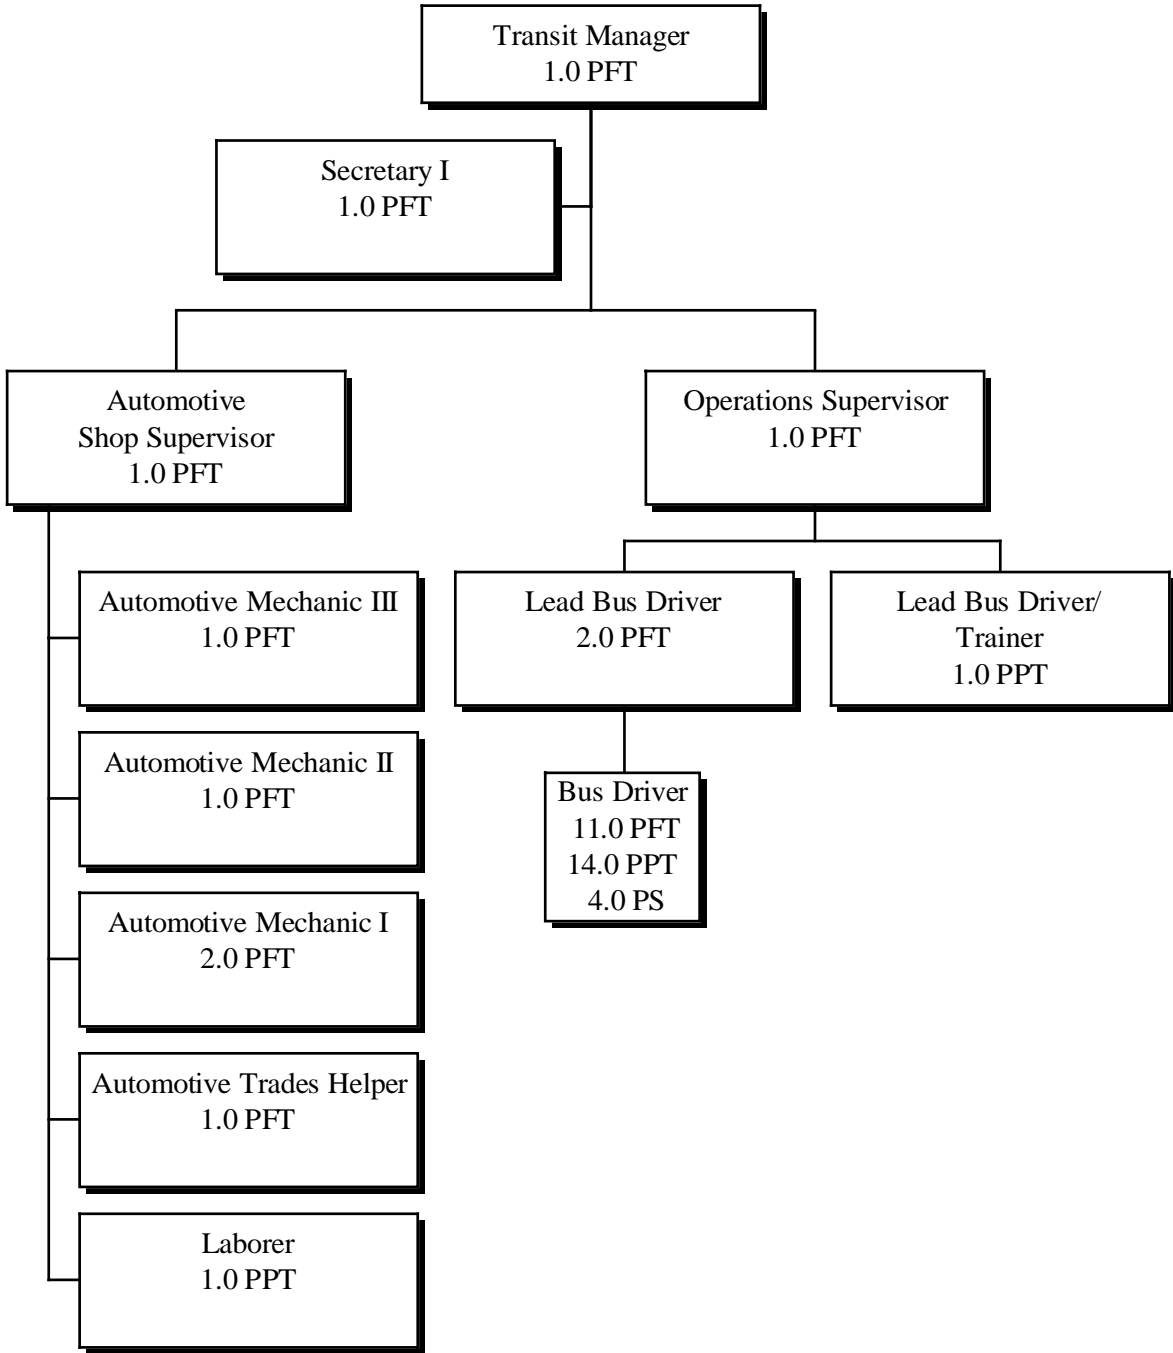 Transit Manager
1.0 PFT
Secretary I
1.0 PFT
Automotive
Shop Supervisor
1.0 PFT
Operations Supervisor
1.0 PFT
Automotive Mechanic III
1.0 PFT
Lead Bus Driver
2.0 PFT
Lead Bus Driver/
Trainer
1.0 PPT
Automotive Mechanic II
1.0 PFT
Bus Driver
11.0 PFT
14.0 PPT
4.0 PS
Automotive Mechanic I
2.0 PFT
Automotive Trades Helper
1.0 PFT
Laborer
1.0 PPT